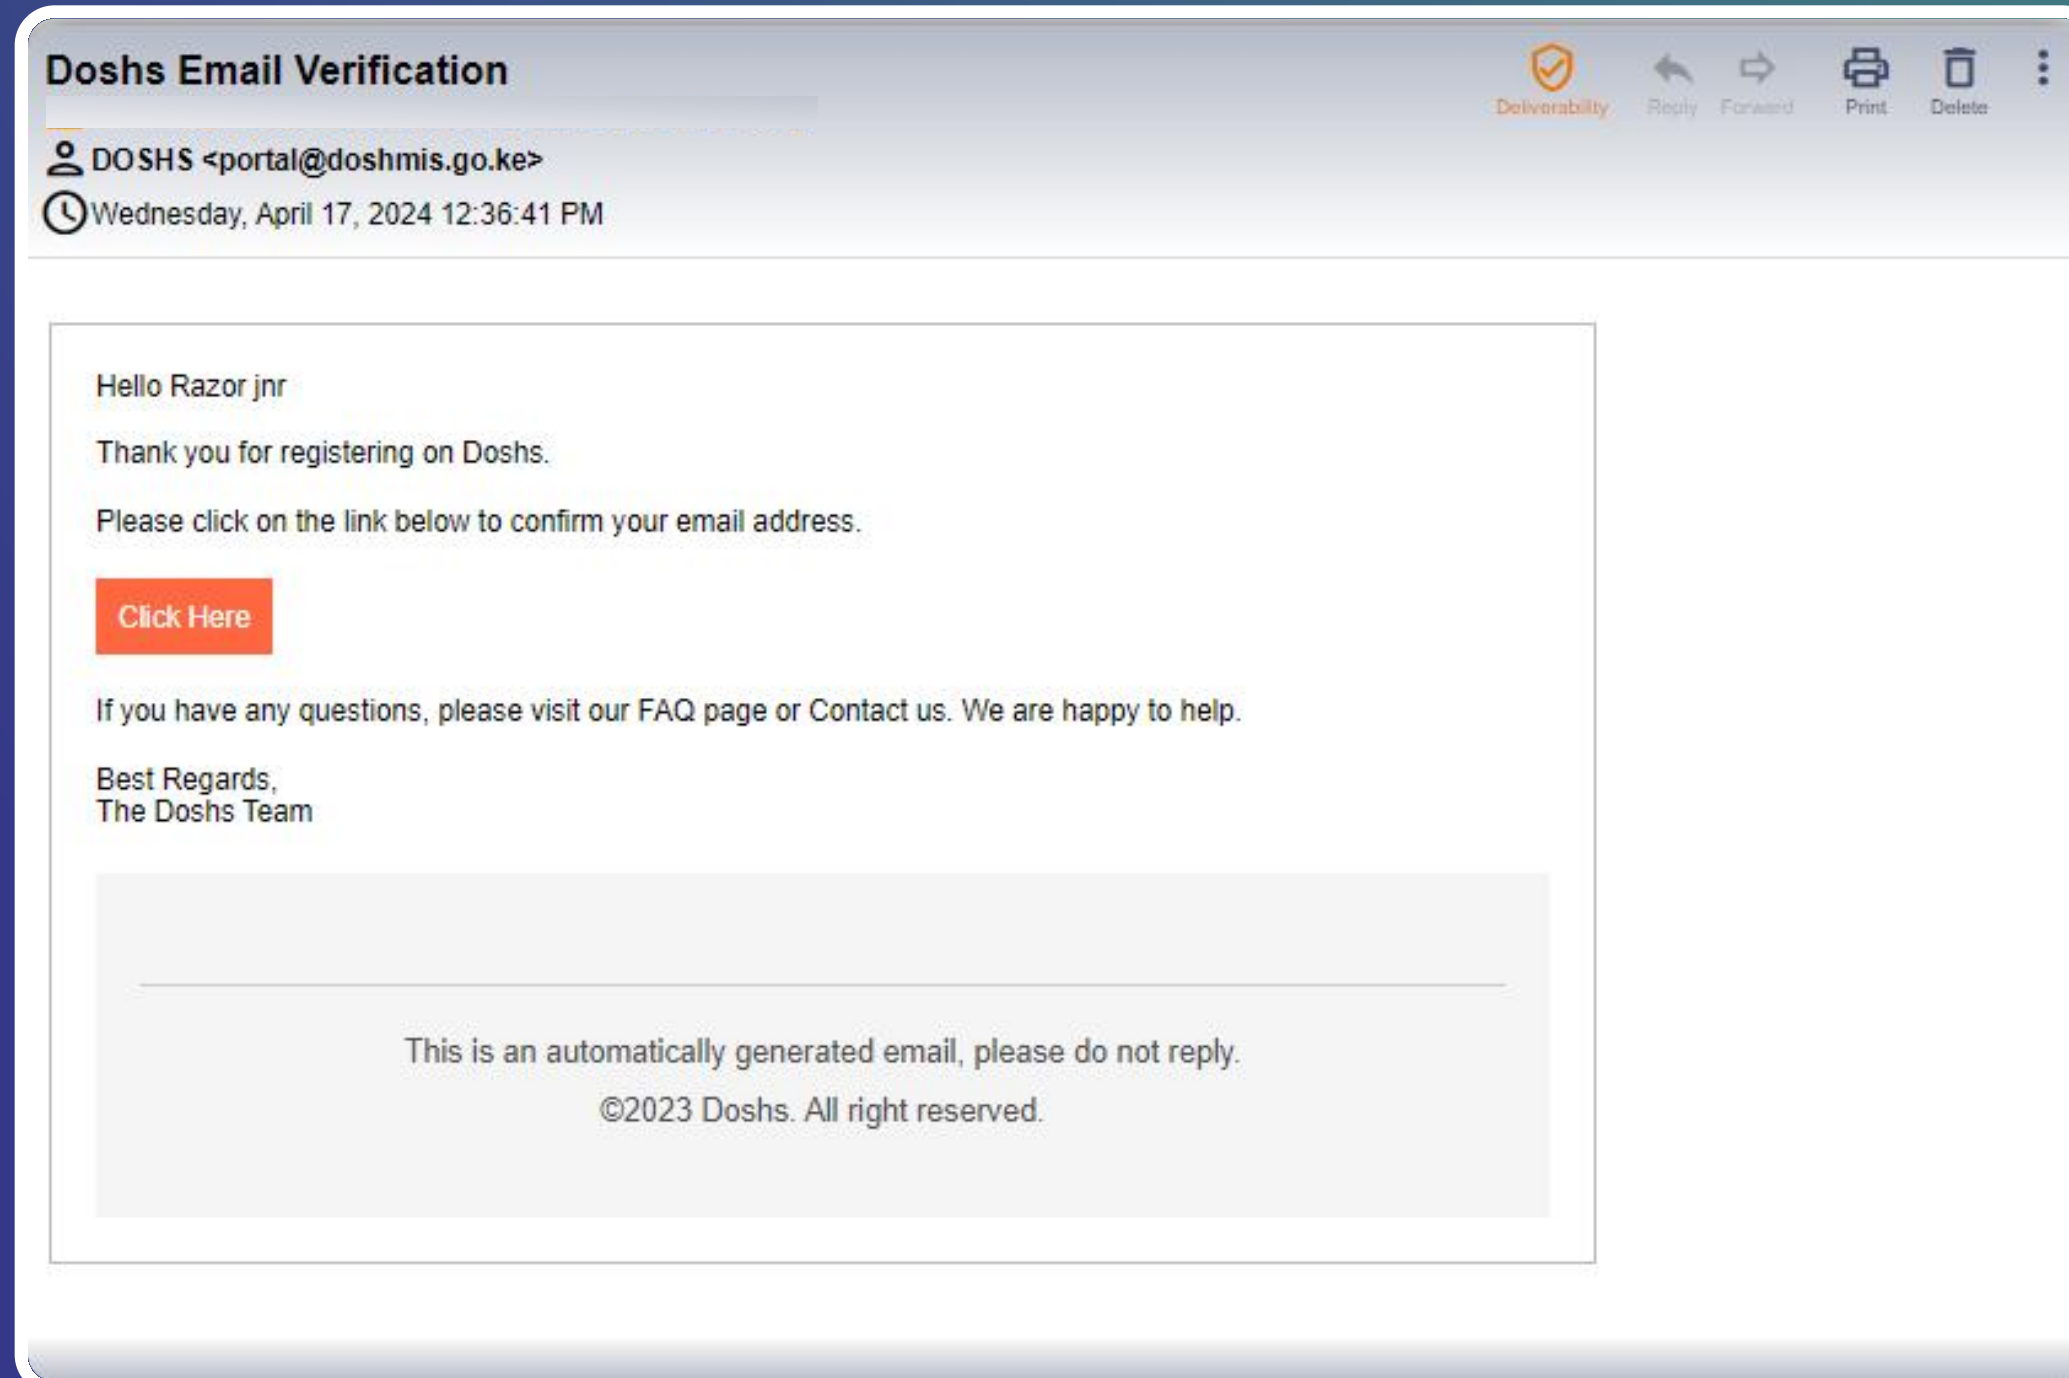 Doshs Email Verification
Deliverability Reply Forward Print Delete
DOSHS <portal@doshmis.go.ke>
Wednesday, April 17, 2024 12:36:41 PM
Hello Razor jnr
Thank you for registering on Doshs.
Please click on the link below to confirm your email address.
Click Here
If you have any questions, please visit our FAQ page or Contact us. We are happy to help.
Best Regards,
The Doshs Team
This is an automatically generated email, please do not reply.
©2023 Doshs. All right reserved.